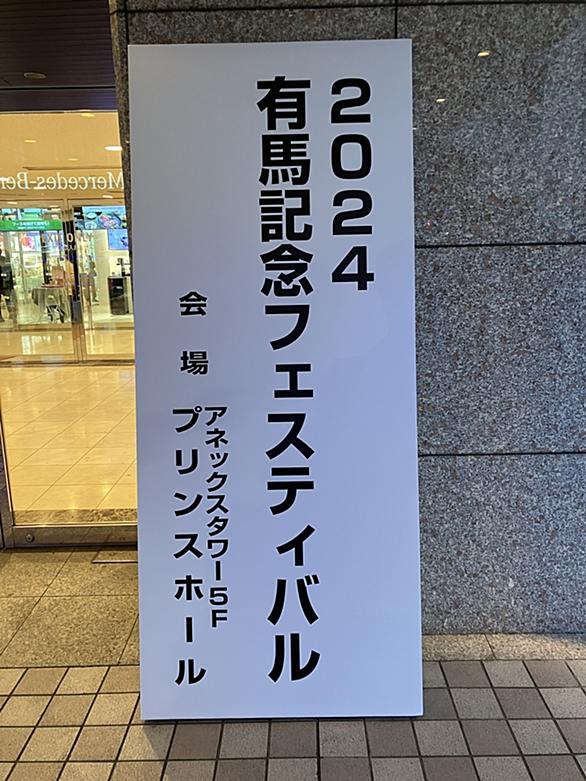 2024
有馬記念フェスティバル
会場
アネックスタワー5F
プリンスホール
Mercedes-Ben